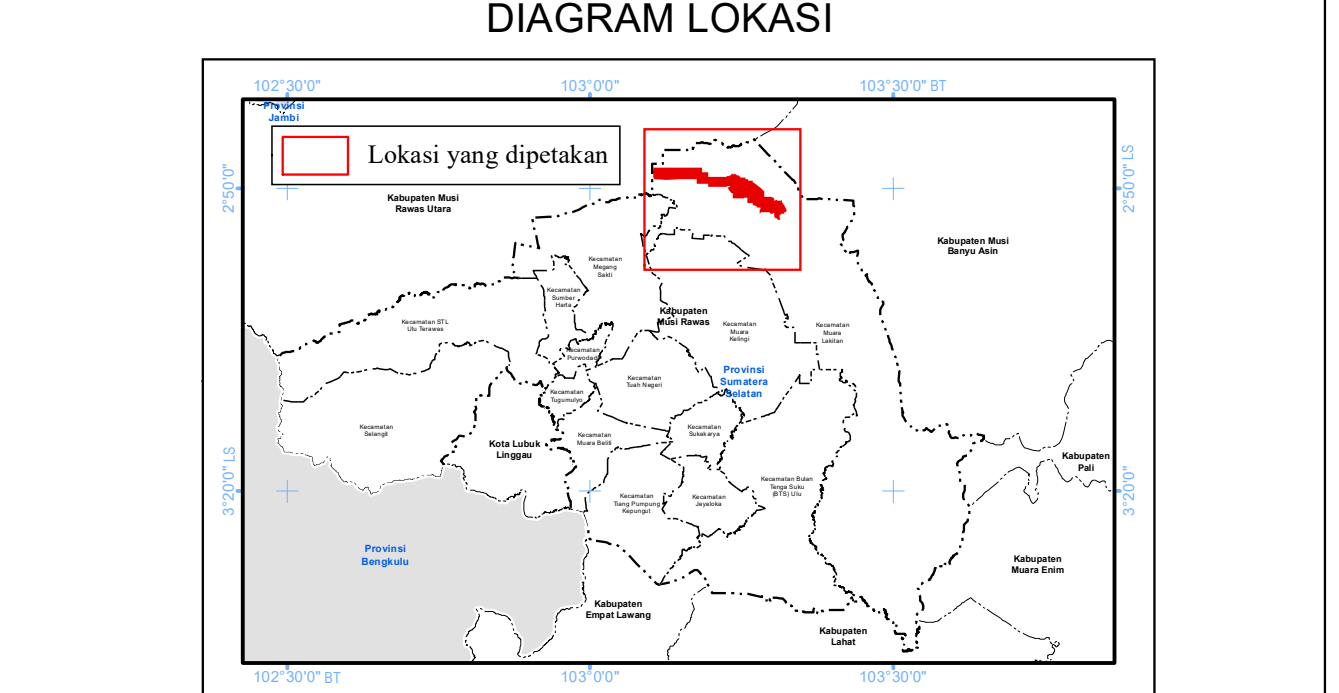 DIAGRAM LOKASI
102°30'0"
103°0'0"
103°30'0" BT
Provinsi
Jambi
Lokasi yang dipetakan
2°50'0"
2°50'0" LS
Kabupaten Musi
Rawas Utara
Kabupaten Musi
Banyu Asin
Kecamatan
Megang
Sakti
Kecamatan
Sumber
Harta
Kabupaten
Musi Rawas
Kecamatan STL
Ulu Terawas
Kecamatan
Muara
Kelingi
Kecamatan
Muara
Lakitan
Kecamatan
Purwodadi
Kecamatan
Tuah Negeri
Provinsi
Sumatera
Selatan
Kecamatan
Tugumulyo
Kecamatan
Selangit
Kecamatan
Sukakarya
Kecamatan
Muara Beliti
Kota Lubuk
Linggau
Kabupaten
Pali
3°20'0" LS
3°20'0"
Kecamatan Bulan
Tenga Suku
(BTS) Ulu
Kecamatan
Tiang Pumpung
Kepungut
Kecamatan
Jayaloka
Provinsi
Bengkulu
Kabupaten
Muara Enim
Kabupaten
Empat Lawang
Kabupaten
Lahat
102°30'0" BT
103°0'0"
103°30'0"